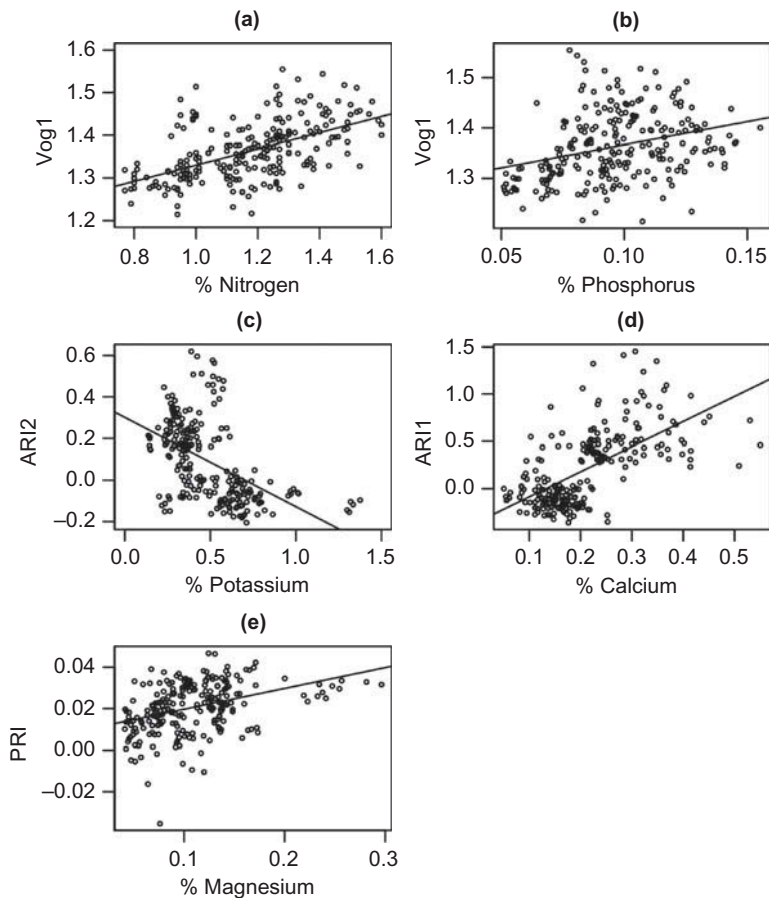 (a)
Vog1
1.6
1.5
1.4
1.3
1.2
0.8 1.0 1.2 1.4 1.6
% Nitrogen
(b)
Vog1
1.5
1.4
1.3
0.05 0.10 0.15
% Phosphorus
(c)
ARI2
0.6
0.4
0.2
0.0
–0.2
0.0 0.5 1.0 1.5
% Potassium
(d)
ARI1
1.5
1.0
0.5
0.0
0.1 0.2 0.3 0.4 0.5
% Calcium
(e)
PRI
0.04
0.02
0.00
–0.02
0.1 0.2 0.3
% Magnesium